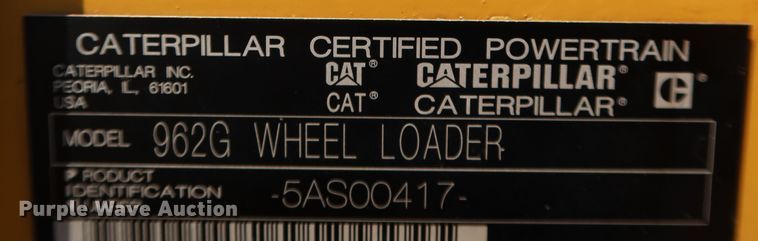 CATERPILLAR CERTIFIED POWERTRAIN
CATERPILLAR INC.
PEORIA, IL, 61601
USA
CAT® CATERPILLAR® C®
CAT® CATERPILLAR®
MODEL 962G WHEEL LOADER
PRODUCT
IDENTIFICATION -5AS00417-
Purple Wave Auction